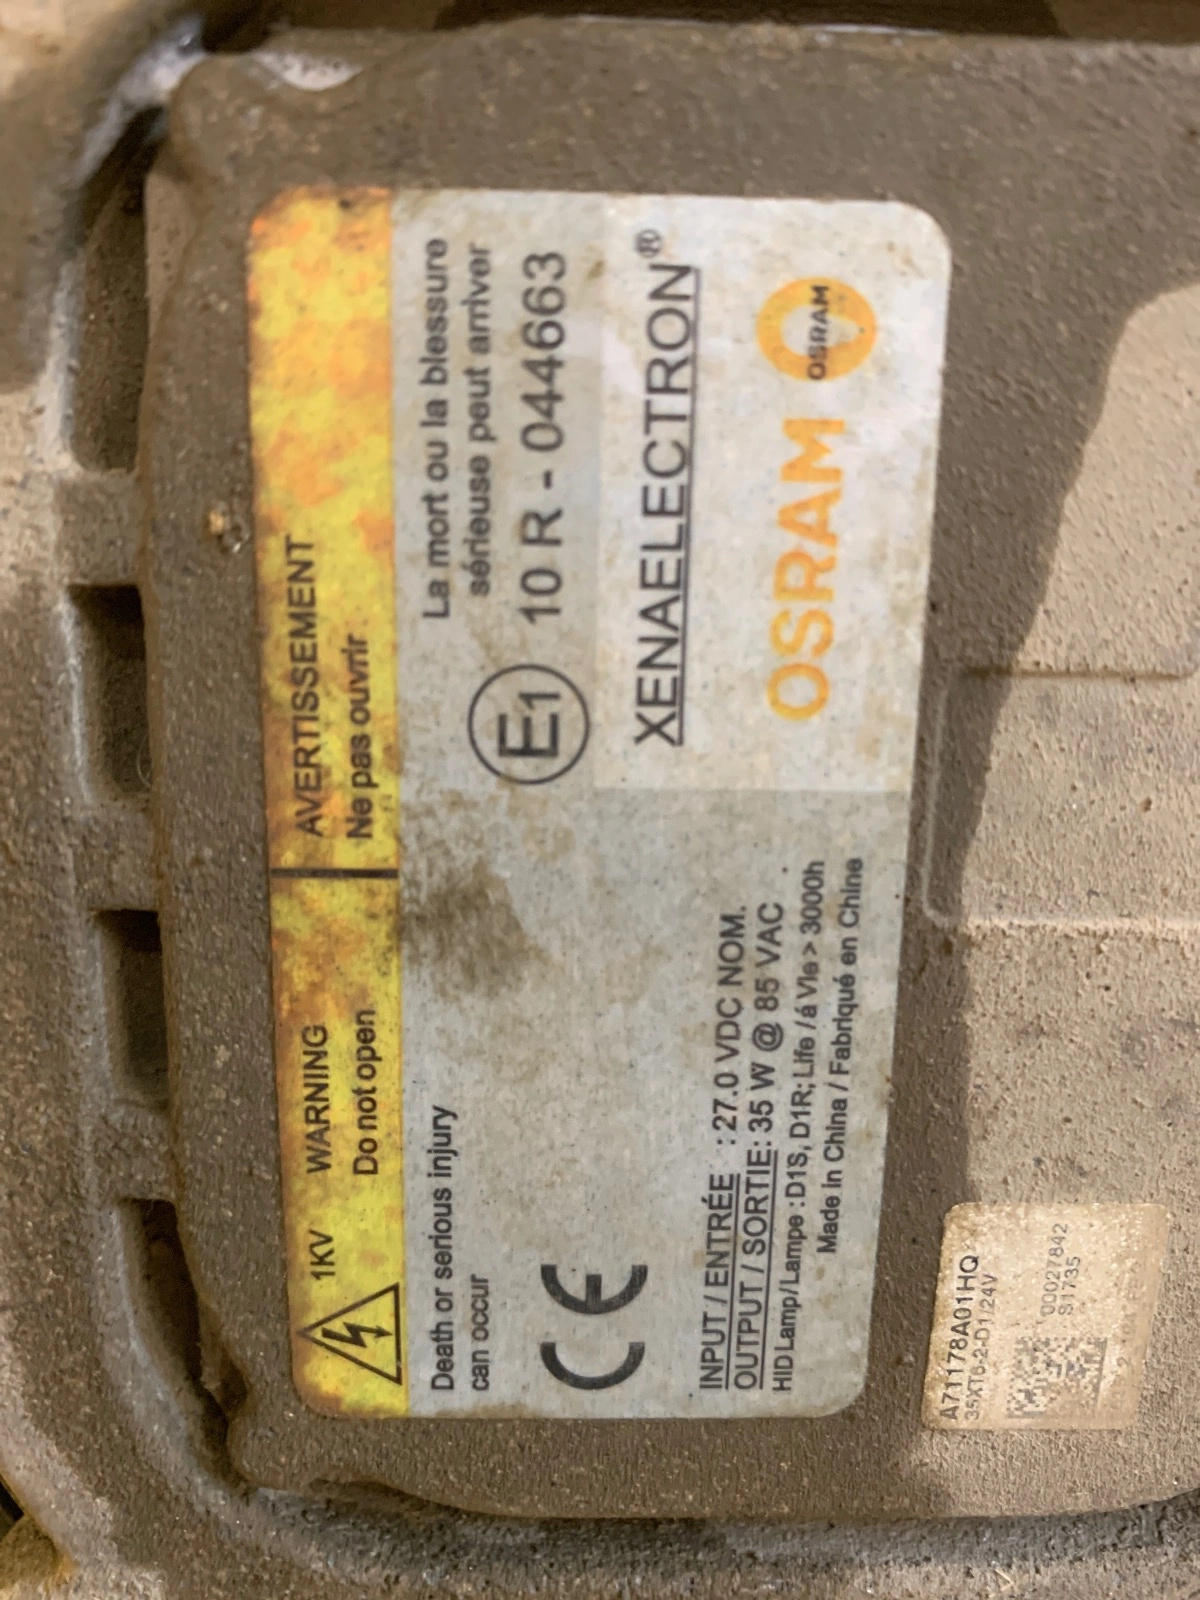 1KV WARNING
Do not open
AVERTISSEMENT
Ne pas ouvrir
Death or serious injury
can occur
La mort ou la blessure
sérieuse peut arriver
CE
E1 10 R - 044663
XENAELECTRON®
OSRAM OSRAM
INPUT / ENTRÉE : 27.0 VDC NOM.
OUTPUT / SORTIE: 35 W @ 85 VAC
HID Lamp/Lampe : D1S, D1R; Life /á Vie > 3000h
Made in China / Fabriqué en Chine
A71178A01HQ
35XT6-2-D1/24V
00027842
S1735